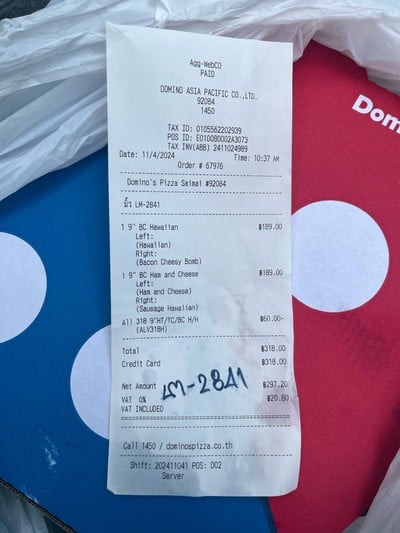 Agg-WebCO
PAID
DOMINO ASIA PACIFIC CO.,LTD.
92084
1450
TAX ID: 0105562202939
POS ID: E010080002A3073
TAX INV(ABB) 2411024989
Date: 11/4/2024 Time: 10:37 AM
Order # 67976
Domino's Pizza Saimai #92084
LM-2841
1 9" BC Hawaiian ฿189.00
Left:
(Hawaiian)
Right:
(Bacon Cheesy Bomb)
1 9" BC Ham and Cheese ฿189.00
Left:
(Ham and Cheese)
Right:
(Sausage Hawaiian)
All 318 9"HT/TC/BC H/H ฿60.00-
(ALV318H)
Total ฿318.00
Credit Card ฿318.00
LM-2841
Net Amount ฿297.20
VAT 0% ฿20.80
VAT INCLUDED
Call 1450 / dominospizza.co.th
Shift: 202411041 POS: D02
Server
Dom